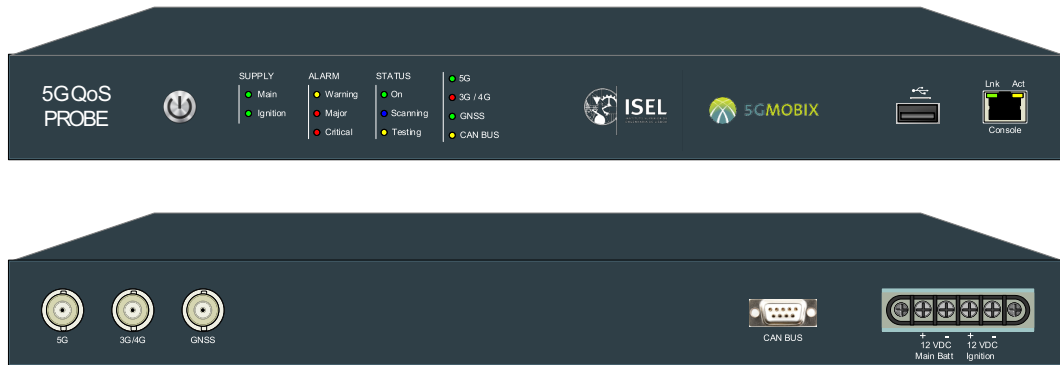 5G QoS
PROBE
SUPPLY
Main
Ignition
ALARM
Warning
Major
Critical
STATUS
On
Scanning
Testing
5G
3G / 4G
GNSS
CAN BUS
ISEL
5GMOBIX
Lnk Act
Console
5G
3G/4G
GNSS
CAN BUS
+ - + -
12 VDC 12 VDC
Main Batt Ignition